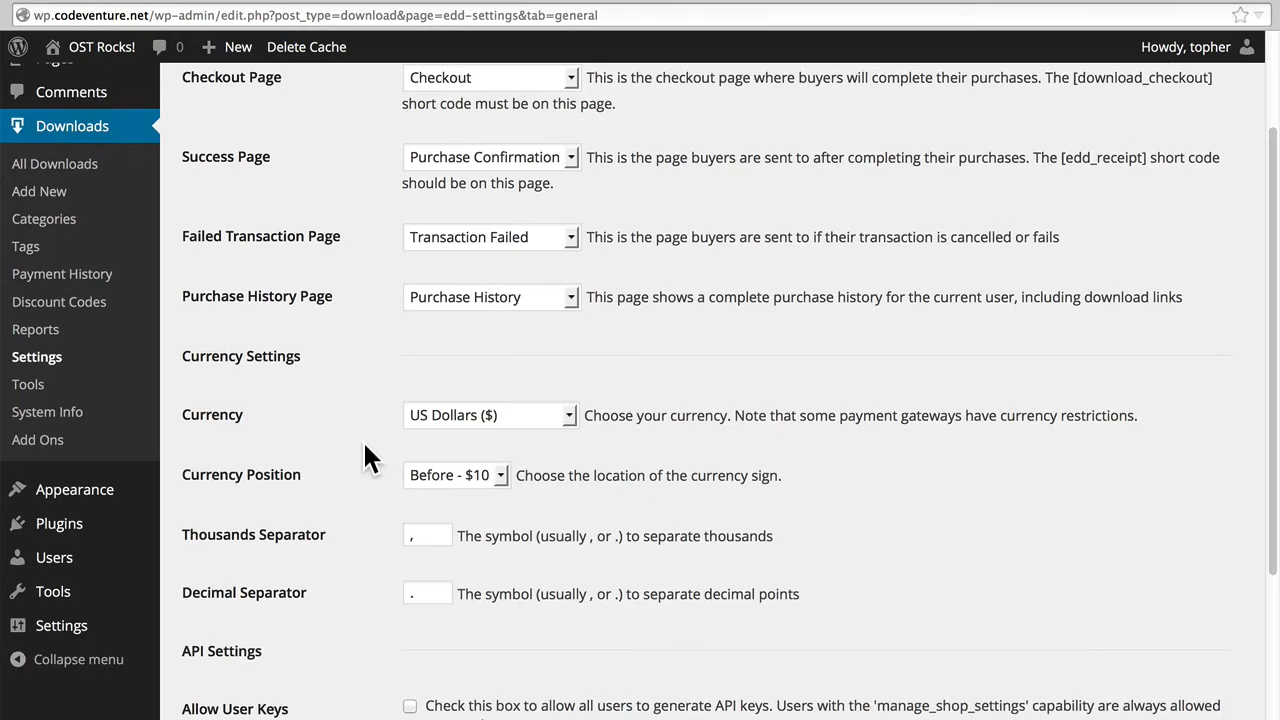 wp.codeventure.net/wp-admin/edit.php?post_type=download&page=edd-settings&tab=general
OST Rocks! 0 + New Delete Cache Howdy, topher
Comments
Downloads
All Downloads
Add New
Categories
Tags
Payment History
Discount Codes
Reports
Settings
Tools
System Info
Add Ons
Appearance
Plugins
Users
Tools
Settings
Collapse menu
Checkout Page Checkout This is the checkout page where buyers will complete their purchases. The [download_checkout]
short code must be on this page.
Success Page Purchase Confirmation This is the page buyers are sent to after completing their purchases. The [edd_receipt] short code
should be on this page.
Failed Transaction Page Transaction Failed This is the page buyers are sent to if their transaction is cancelled or fails
Purchase History Page Purchase History This page shows a complete purchase history for the current user, including download links
Currency Settings
Currency US Dollars ($) Choose your currency. Note that some payment gateways have currency restrictions.
Currency Position Before - $10 Choose the location of the currency sign.
Thousands Separator , The symbol (usually , or .) to separate thousands
Decimal Separator . The symbol (usually , or .) to separate decimal points
API Settings
Allow User Keys Check this box to allow all users to generate API keys. Users with the 'manage_shop_settings' capability are always allowed